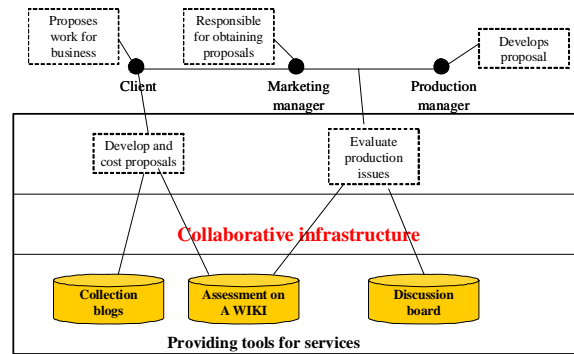 Proposes
work for
business
Responsible
for obtaining
proposals
Develops
proposal
Client
Marketing
manager
Production
manager
Develop and
cost proposals
Evaluate
production
issues
Collaborative infrastructure
Collection
blogs
Assessment on
A WIKI
Discussion
board
Providing tools for services